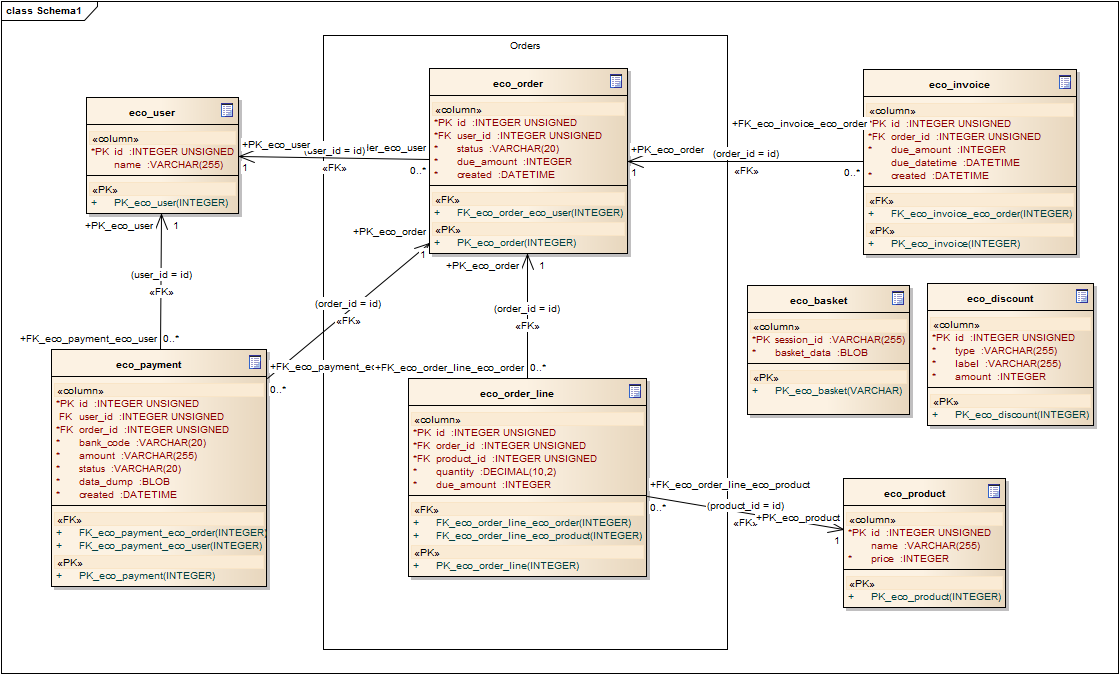 class Schema1
Orders
eco_user
«column»
*PK id :INTEGER UNSIGNED
name :VARCHAR(255)
«PK»
+ PK_eco_user(INTEGER)
+PK_eco_user
1
(user_id = id)
«FK»
ler_eco_user
0..*
eco_order
«column»
*PK id :INTEGER UNSIGNED
*FK user_id :INTEGER UNSIGNED
* status :VARCHAR(20)
* due_amount :INTEGER
* created :DATETIME
«FK»
+ FK_eco_order_eco_user(INTEGER)
«PK»
+ PK_eco_order(INTEGER)
+PK_eco_order
1
(order_id = id)
«FK»
+FK_eco_invoice_eco_order
0..*
eco_invoice
«column»
*PK id :INTEGER UNSIGNED
*FK order_id :INTEGER UNSIGNED
* due_amount :INTEGER
due_datetime :DATETIME
* created :DATETIME
«FK»
+ FK_eco_invoice_eco_order(INTEGER)
«PK»
+ PK_eco_invoice(INTEGER)
+PK_eco_user 1
(user_id = id)
«FK»
+FK_eco_payment_eco_user 0..*
+PK_eco_order
1
(order_id = id)
«FK»
+FK_eco_payment_ec
0..*
+PK_eco_order 1
(order_id = id)
«FK»
+FK_eco_order_line_eco_order 0..*
eco_basket
«column»
*PK session_id :VARCHAR(255)
* basket_data :BLOB
«PK»
+ PK_eco_basket(VARCHAR)
eco_discount
«column»
*PK id :INTEGER UNSIGNED
* type :VARCHAR(255)
* label :VARCHAR(255)
* amount :INTEGER
«PK»
+ PK_eco_discount(INTEGER)
eco_payment
«column»
*PK id :INTEGER UNSIGNED
FK user_id :INTEGER UNSIGNED
*FK order_id :INTEGER UNSIGNED
* bank_code :VARCHAR(20)
* amount :VARCHAR(255)
* status :VARCHAR(20)
* data_dump :BLOB
* created :DATETIME
«FK»
+ FK_eco_payment_eco_order(INTEGER)
+ FK_eco_payment_eco_user(INTEGER)
«PK»
+ PK_eco_payment(INTEGER)
eco_order_line
«column»
*PK id :INTEGER UNSIGNED
*FK order_id :INTEGER UNSIGNED
*FK product_id :INTEGER UNSIGNED
* quantity :DECIMAL(10,2)
* due_amount :INTEGER
«FK»
+ FK_eco_order_line_eco_order(INTEGER)
+ FK_eco_order_line_eco_product(INTEGER)
«PK»
+ PK_eco_order_line(INTEGER)
+FK_eco_order_line_eco_product
0..*
(product_id = id)
«FK»
+PK_eco_product
1
eco_product
«column»
*PK id :INTEGER UNSIGNED
name :VARCHAR(255)
* price :INTEGER
«PK»
+ PK_eco_product(INTEGER)